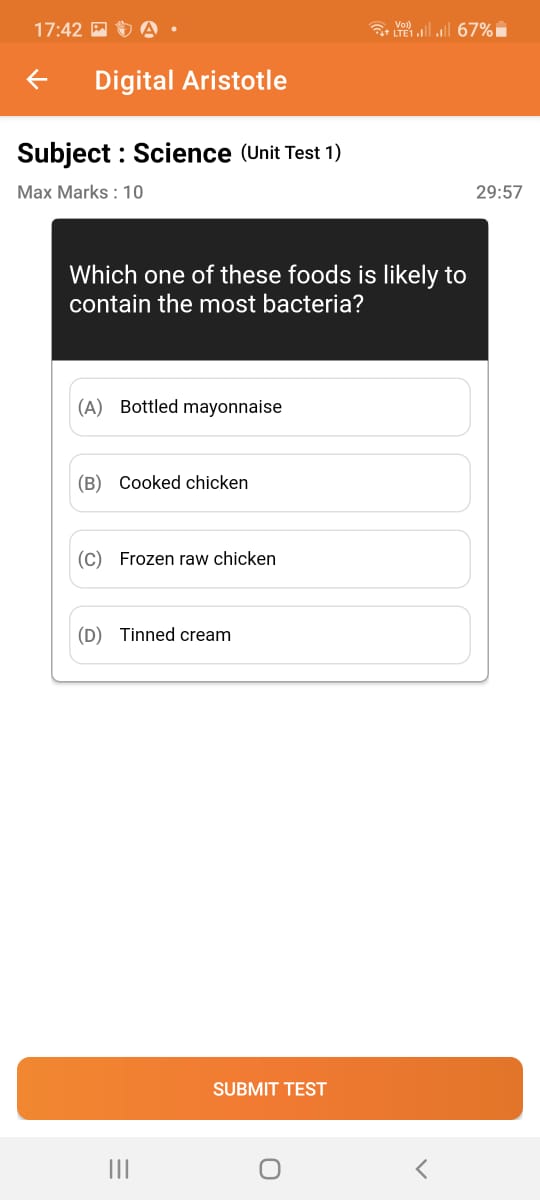 17:42
Vo))
LTE1
67%
Digital Aristotle
Subject : Science (Unit Test 1)
Max Marks : 10
29:57
Which one of these foods is likely to
contain the most bacteria?
(A) Bottled mayonnaise
(B) Cooked chicken
(C) Frozen raw chicken
(D) Tinned cream
SUBMIT TEST